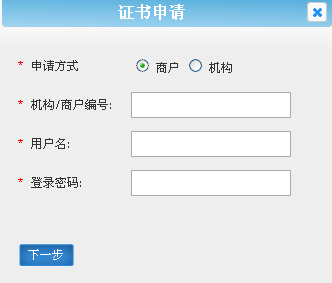 证书申请
* 申请方式 商户 机构
* 机构/商户编号:
* 用户名:
* 登录密码:
下一步